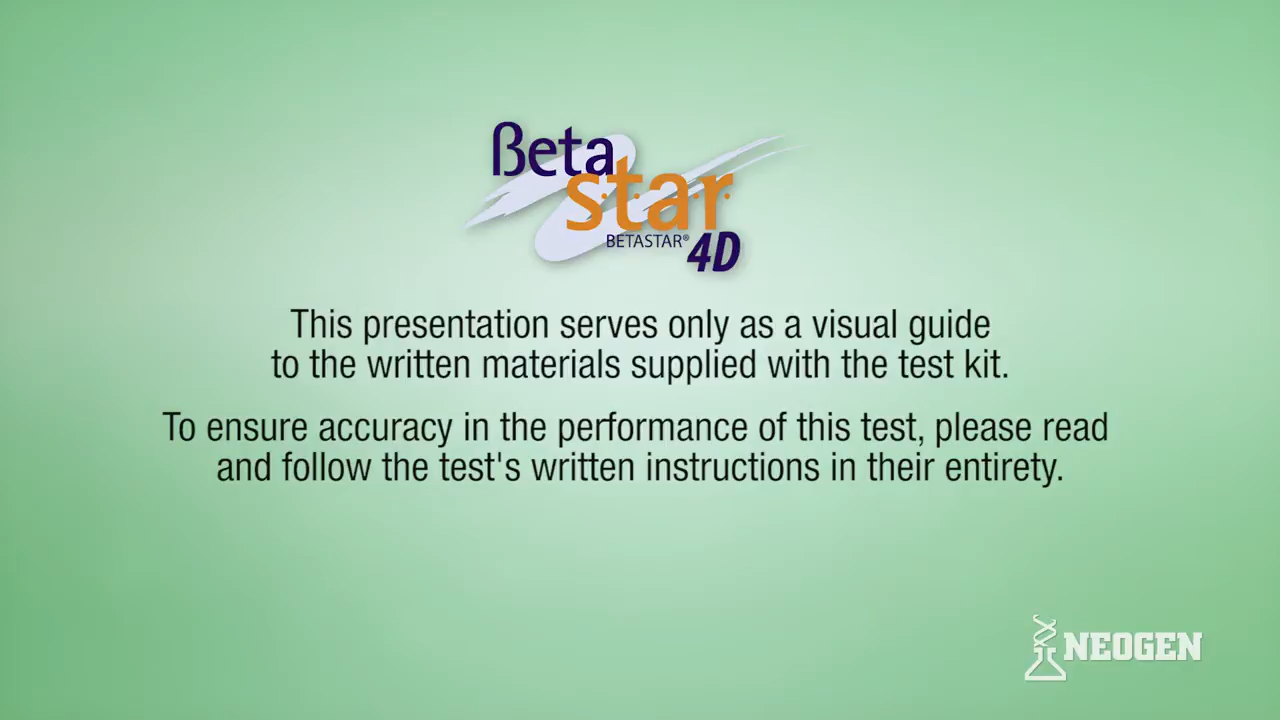 ßeta
star
BETASTAR® 4D
This presentation serves only as a visual guide
to the written materials supplied with the test kit.
To ensure accuracy in the performance of this test, please read
and follow the test's written instructions in their entirety.
NEOGEN